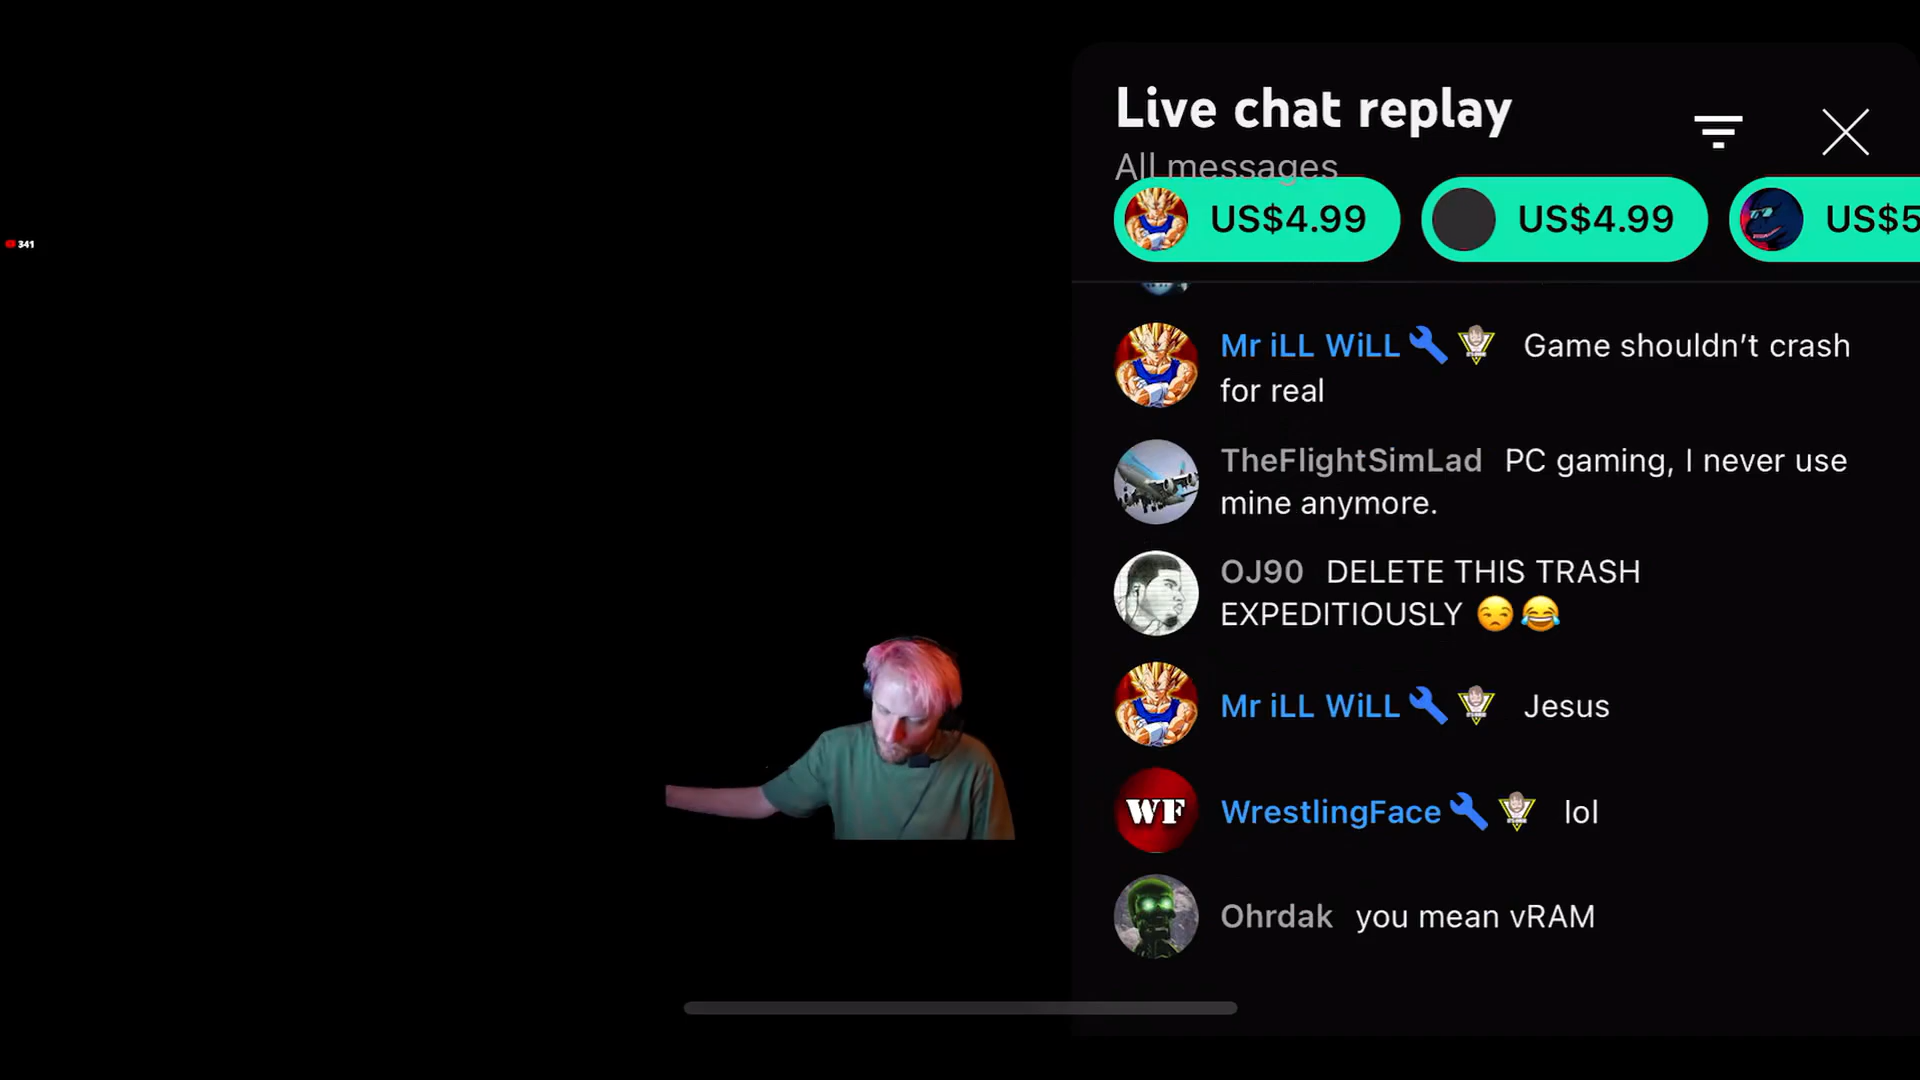 Live chat replay
All messages
US$4.99
US$4.99
US$5
341
Mr iLL WiLL Game shouldn’t crash
for real
TheFlightSimLad PC gaming, I never use
mine anymore.
OJ90 DELETE THIS TRASH
EXPEDITIOUSLY 😒😂
Mr iLL WiLL Jesus
WF
WrestlingFace lol
Ohrdak you mean vRAM